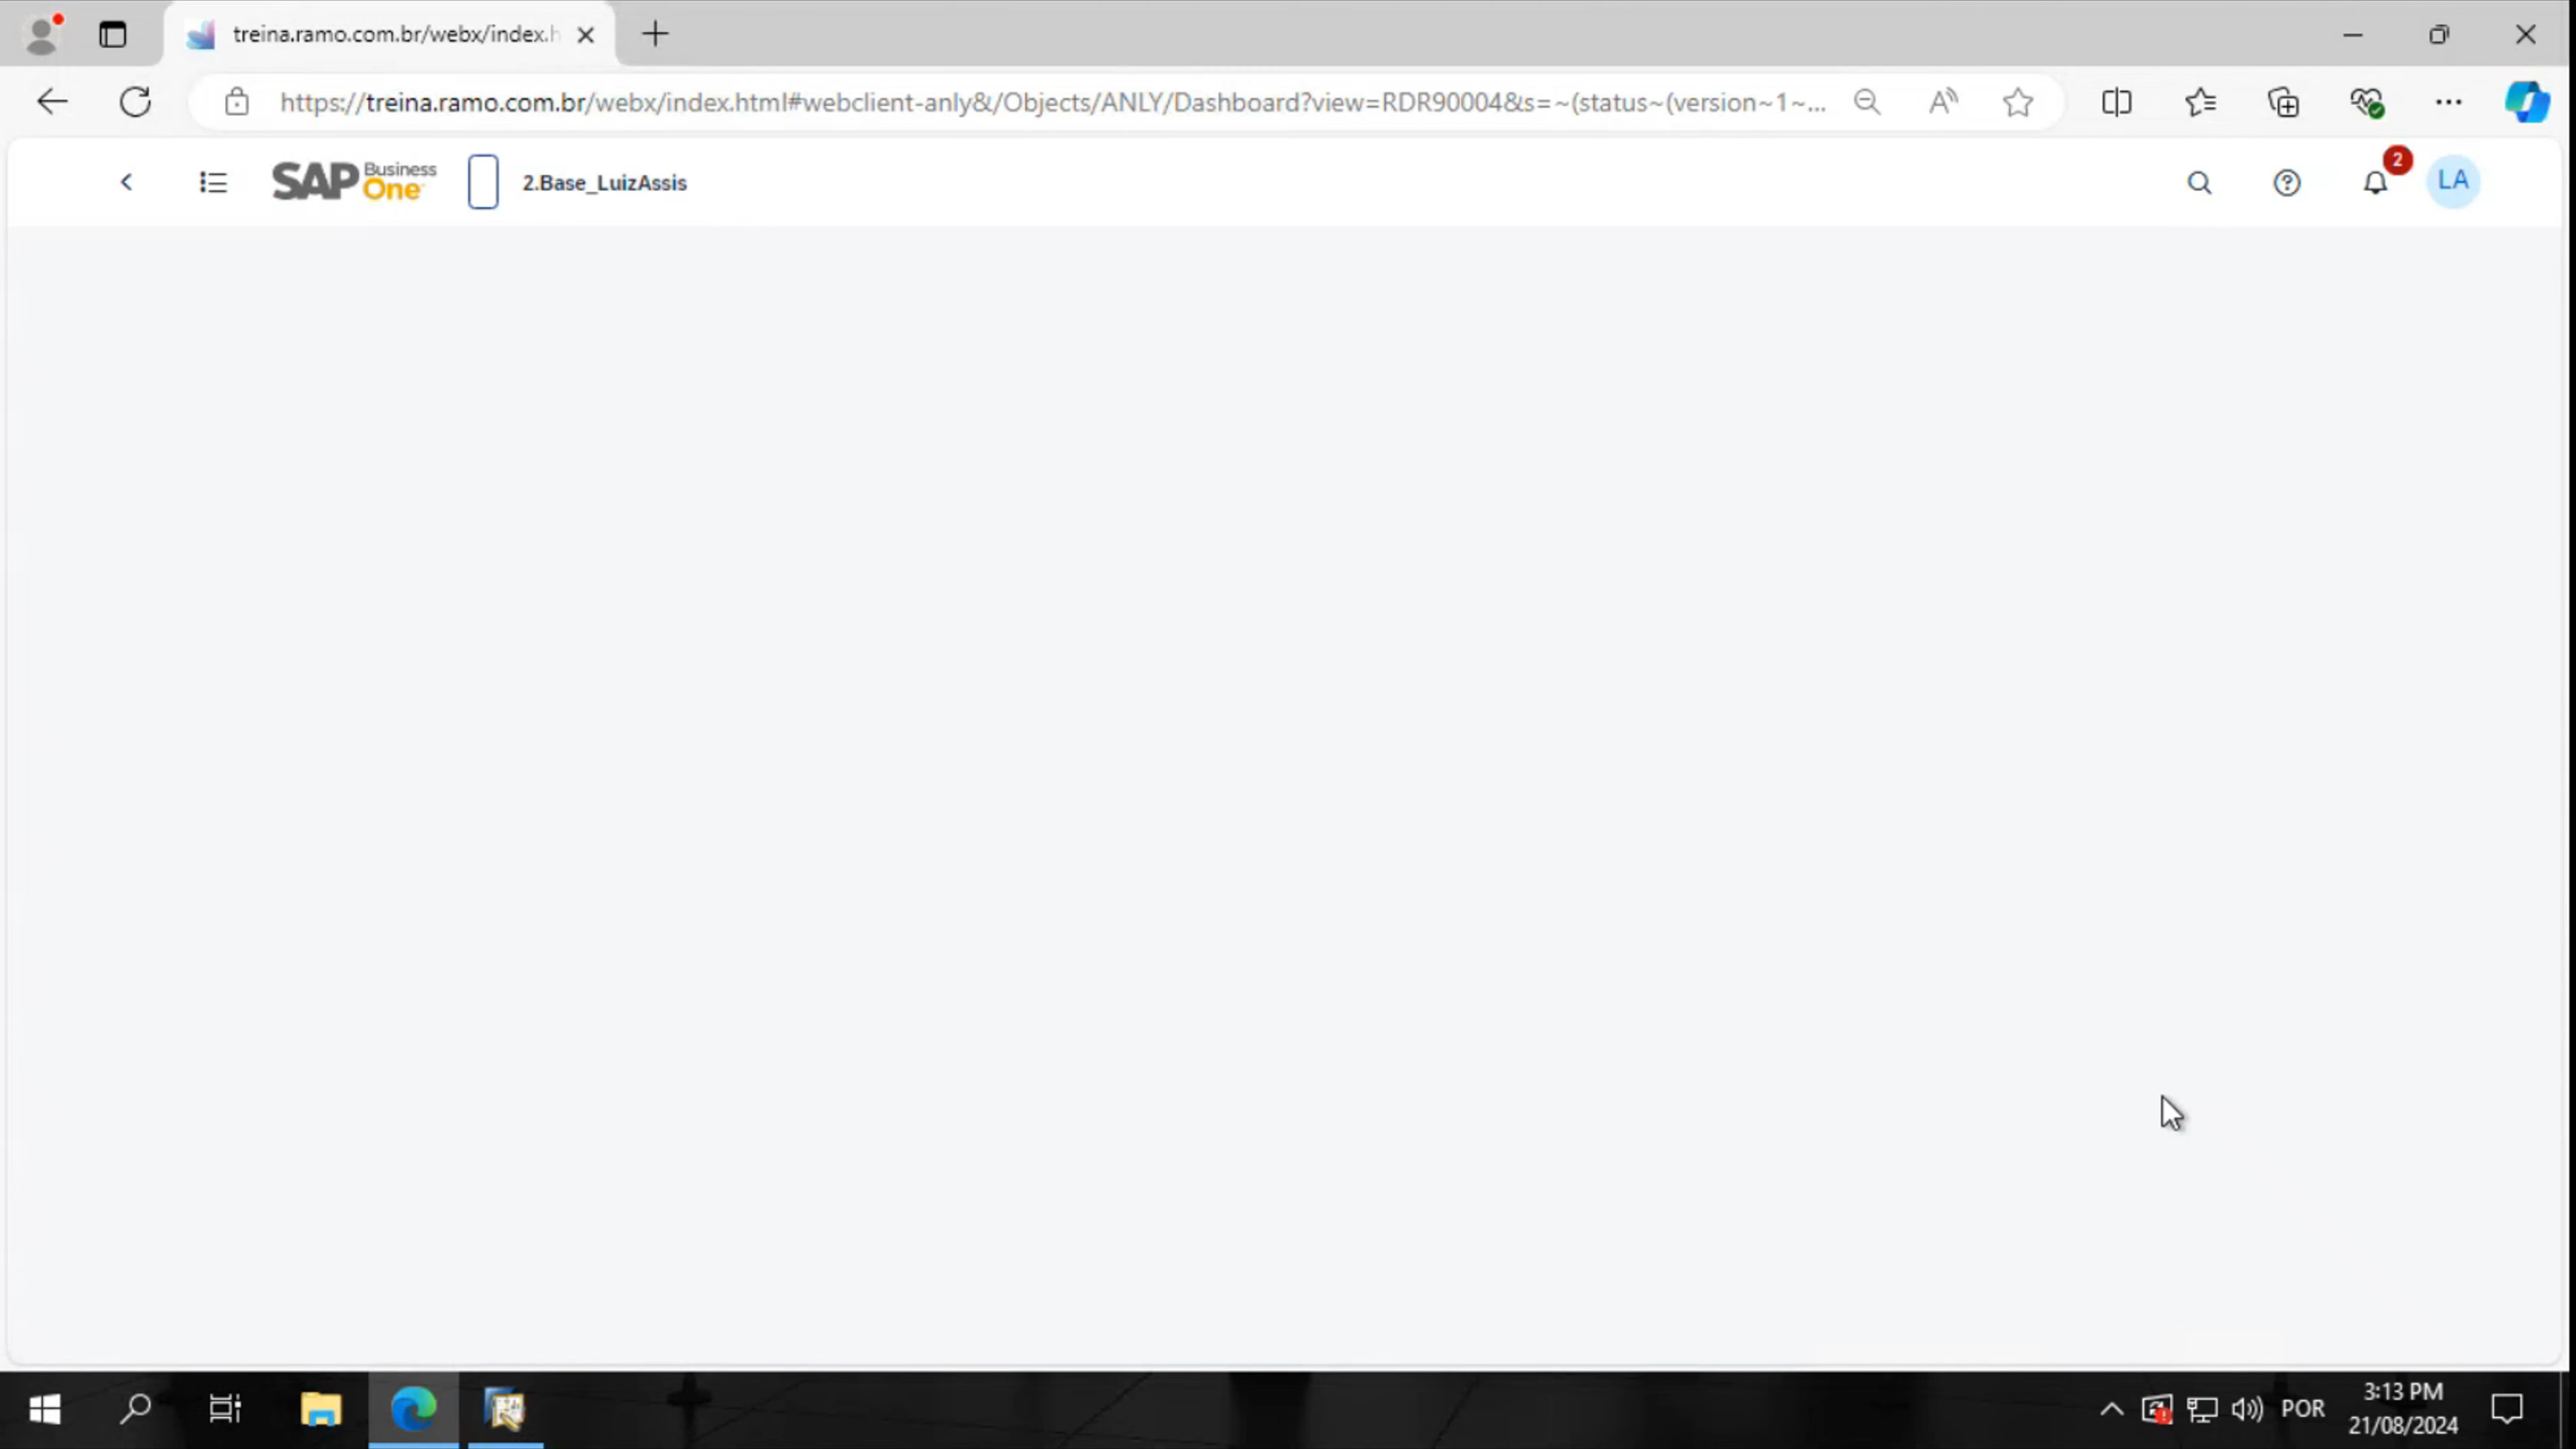 treina.ramo.com.br/webx/index.h
https://treina.ramo.com.br/webx/index.html#webclient-anly&/Objects/ANLY/Dashboard?view=RDR90004&s=~(status~(version~1~...
SAP Business One
2.Base_LuizAssis
2
LA
POR
3:13 PM
21/08/2024